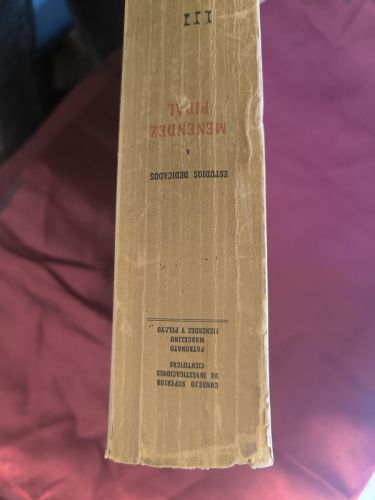 CONSEJO SUPERIOR
DE INVESTIGACIONES
CIENTIFICAS
PATRONATO
MARCELINO
MENENDEZ Y PELAYO
ESTUDIOS DEDICADOS
A
MENENDEZ
PIDAL
III